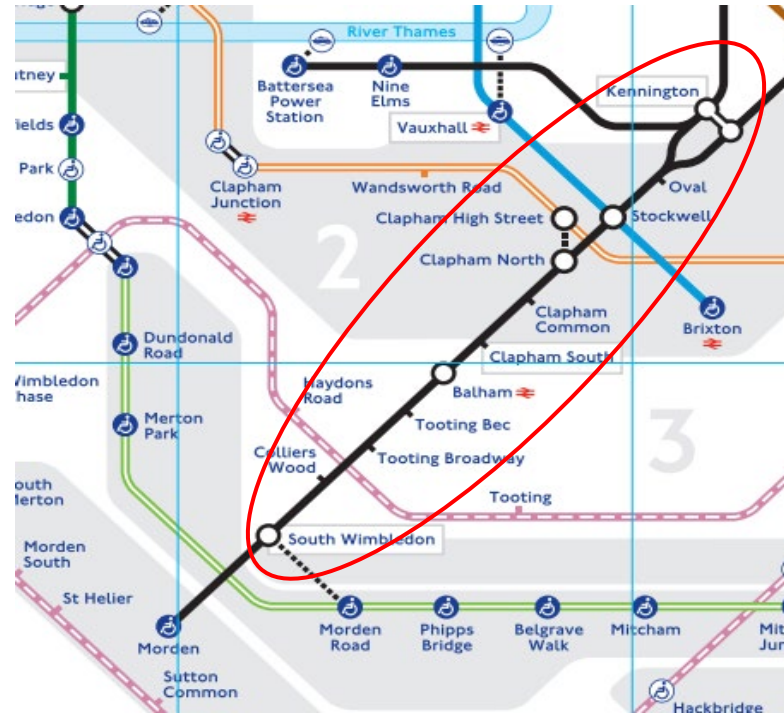 River Thames
Battersea
Power
Station
Nine
Elms
Kennington
utney
Vauxhall
ields
Park
Clapham
Junction
Wandsworth Road
Oval
edon
Clapham High Street
Stockwell
2
Clapham North
Clapham
Common
Brixton
Dundonald
Road
Clapham South
Wimbledon
hase
Haydons
Road
Balham
Merton
Park
Tooting Bec
3
Colliers
Wood
Tooting Broadway
outh
Merton
Tooting
South Wimbledon
Morden
South
St Helier
Morden
Morden
Road
Phipps
Bridge
Belgrave
Walk
Mitcham
Mit
Jun
Sutton
Common
Hackbridge